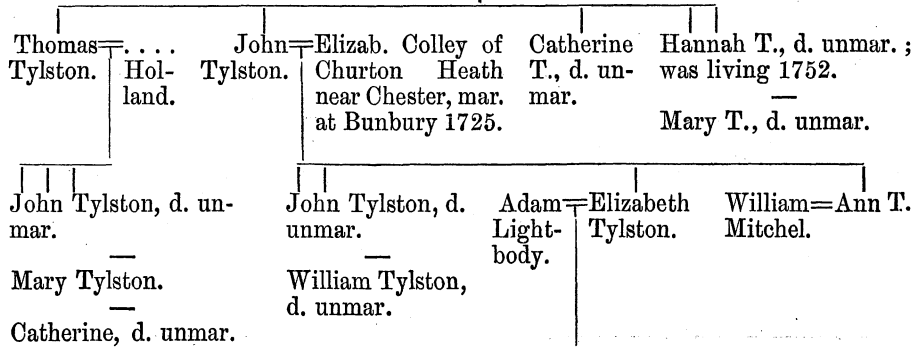 Thomas=.... Holland.
Tylston.
John=Elizab. Colley of
Tylston. Churton Heath
near Chester, mar.
at Bunbury 1725.
Catherine
T., d. un-
mar.
Hannah T., d. unmar. ;
was living 1752.
—
Mary T., d. unmar.
John Tylston, d. un-
mar.
—
Mary Tylston.
—
Catherine, d. unmar.
John Tylston, d.
unmar.
—
William Tylston,
d. unmar.
Adam=Elizabeth
Light- Tylston.
body.
William=Ann T.
Mitchel.